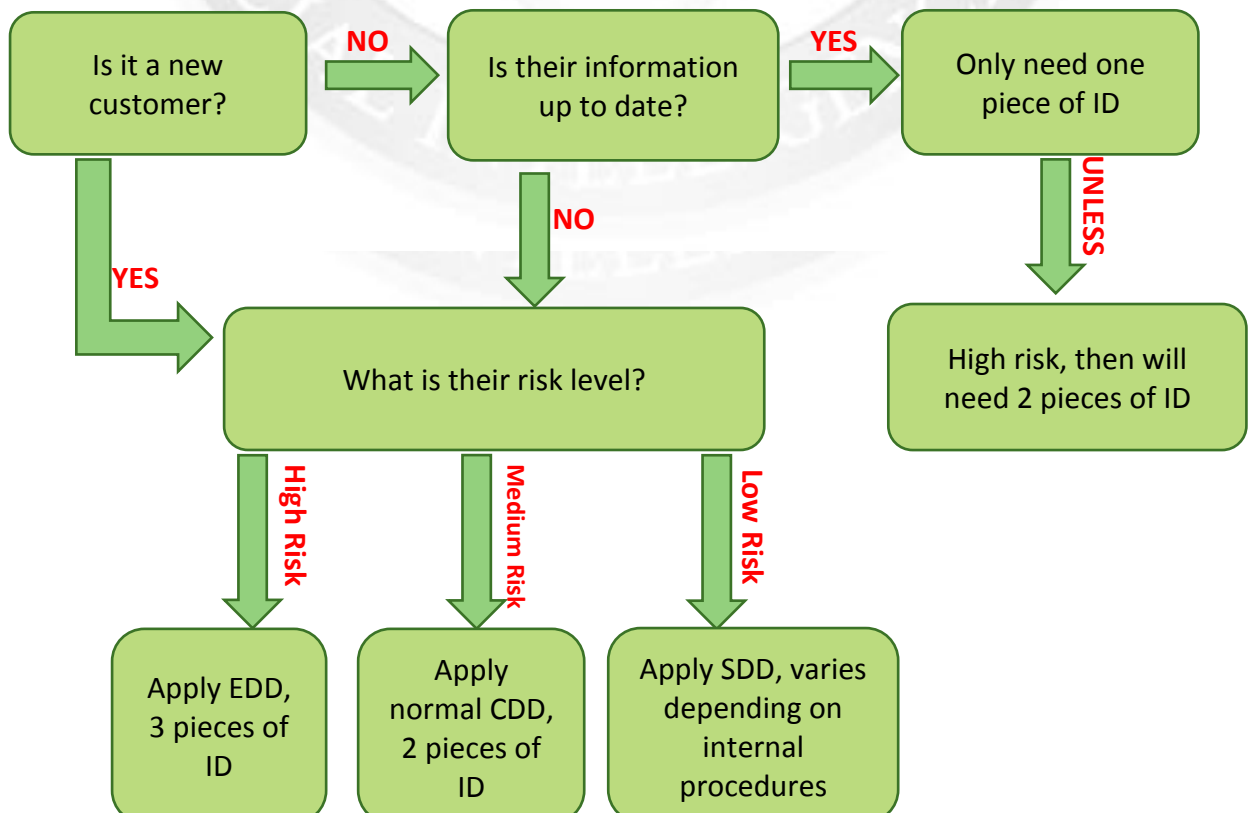 Is it a new
customer?
NO
Is their information
up to date?
YES
Only need one
piece of ID
UNLESS
NO
YES
High risk, then will
need 2 pieces of ID
What is their risk level?
High Risk
Medium Risk
Low Risk
Apply EDD,
3 pieces of
ID
Apply
normal CDD,
2 pieces of
ID
Apply SDD, varies
depending on
internal
procedures